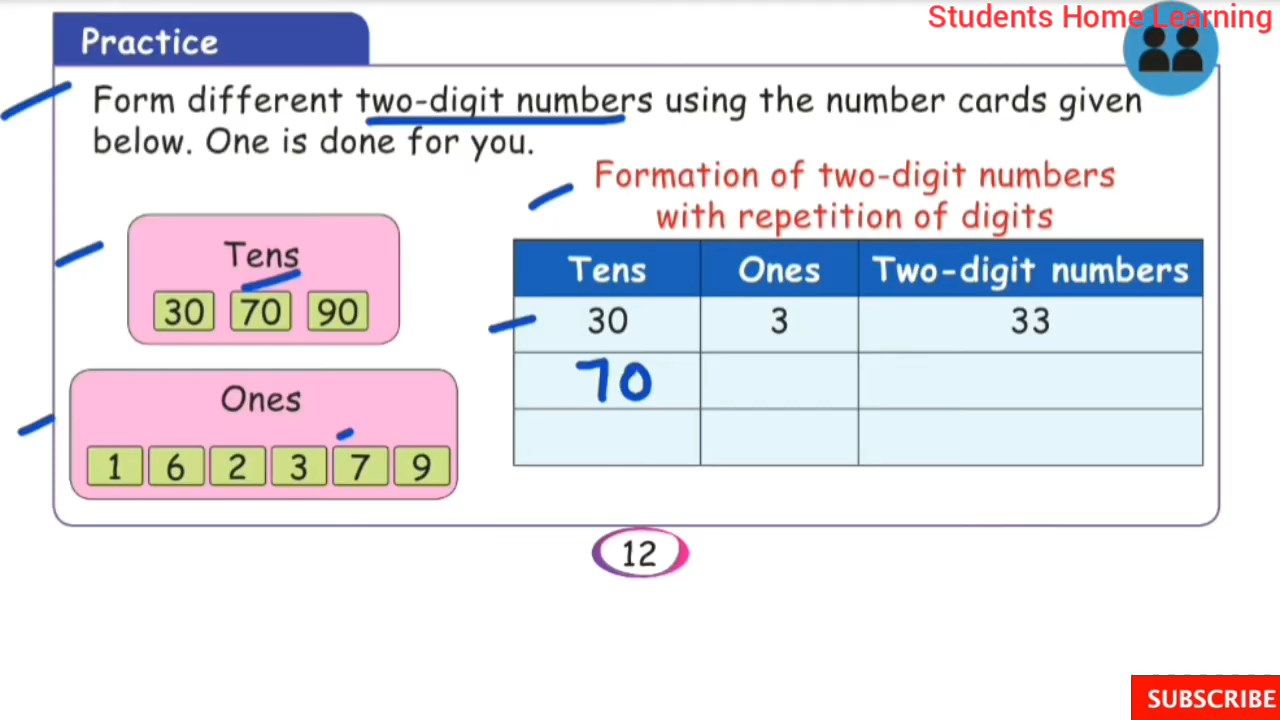 Students Home Learning
Practice
Form different two-digit numbers using the number cards given
below. One is done for you.
Formation of two-digit numbers
with repetition of digits
Tens
30 70 90
Ones
1 6 2 3 7 9
Tens Ones Two-digit numbers
30 3 33
70
12
SUBSCRIBE